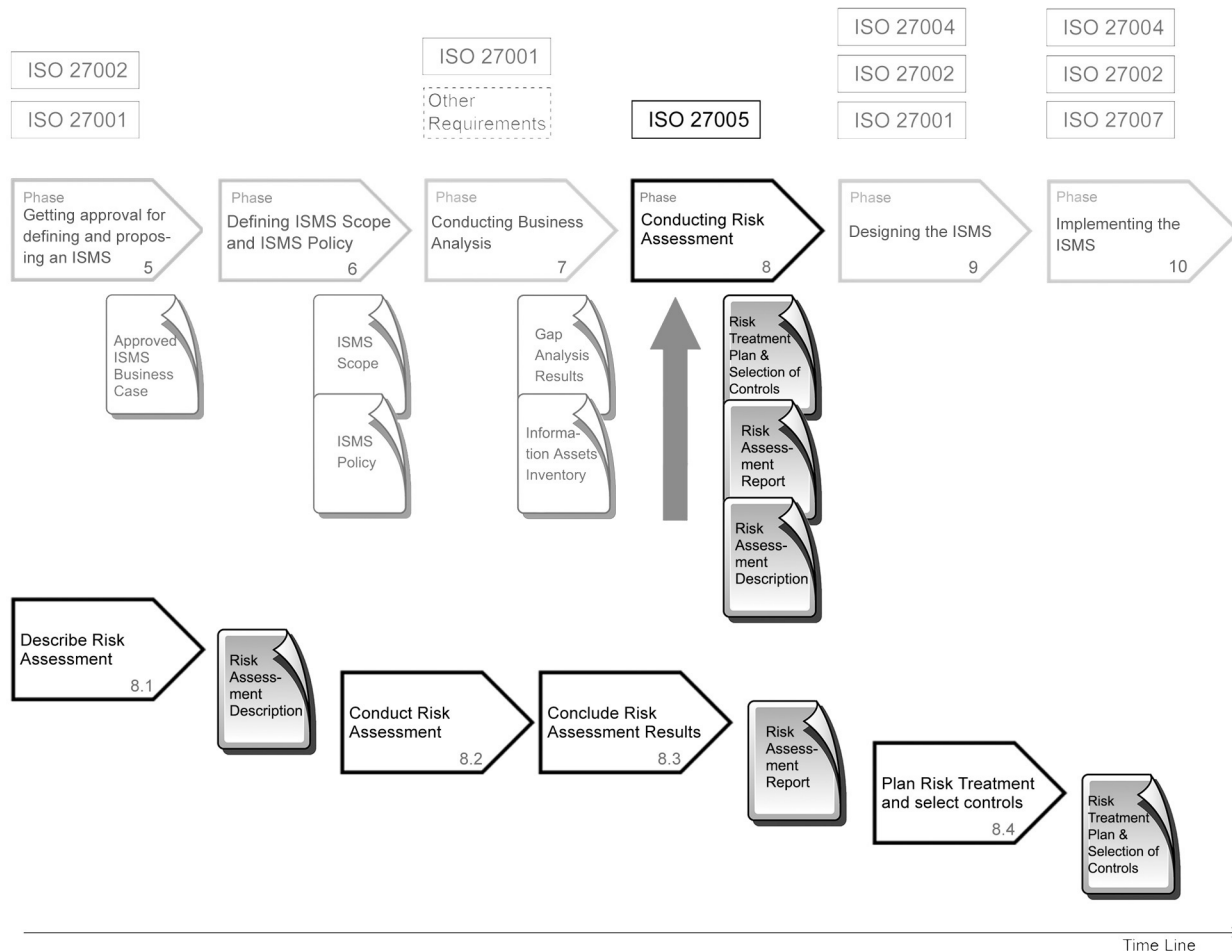 ISO 27002
ISO 27001
ISO 27001
Other
Requirements
ISO 27005
ISO 27004
ISO 27002
ISO 27001
ISO 27004
ISO 27002
ISO 27007
Phase
Getting approval for
defining and propos-
ing an ISMS
5
Phase
Defining ISMS Scope
and ISMS Policy
6
Phase
Conducting Business
Analysis
7
Phase
Conducting Risk
Assessment
8
Phase
Designing the ISMS
9
Phase
Implementing the
ISMS
10
Approved
ISMS
Business
Case
ISMS
Scope
ISMS
Policy
Gap
Analysis
Results
Informa-
tion Assets
Inventory
Risk
Treatment
Plan &
Selection of
Controls
Risk
Assess-
ment
Report
Risk
Assess-
ment
Description
Describe Risk
Assessment
8.1
Risk
Assess-
ment
Description
Conduct Risk
Assessment
8.2
Conclude Risk
Assessment Results
8.3
Risk
Assess-
ment
Report
Plan Risk Treatment
and select controls
8.4
Risk
Treatment
Plan &
Selection of
Controls
Time Line